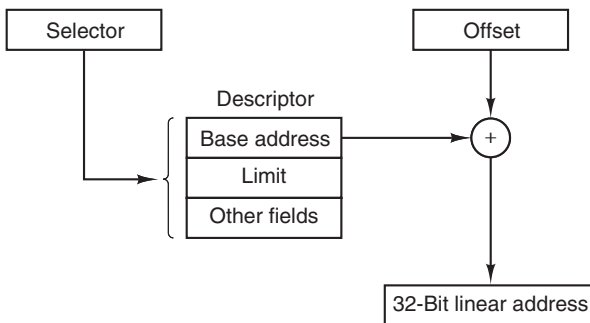 Selector
Offset
Descriptor
Base address
+
Limit
Other fields
32-Bit linear address